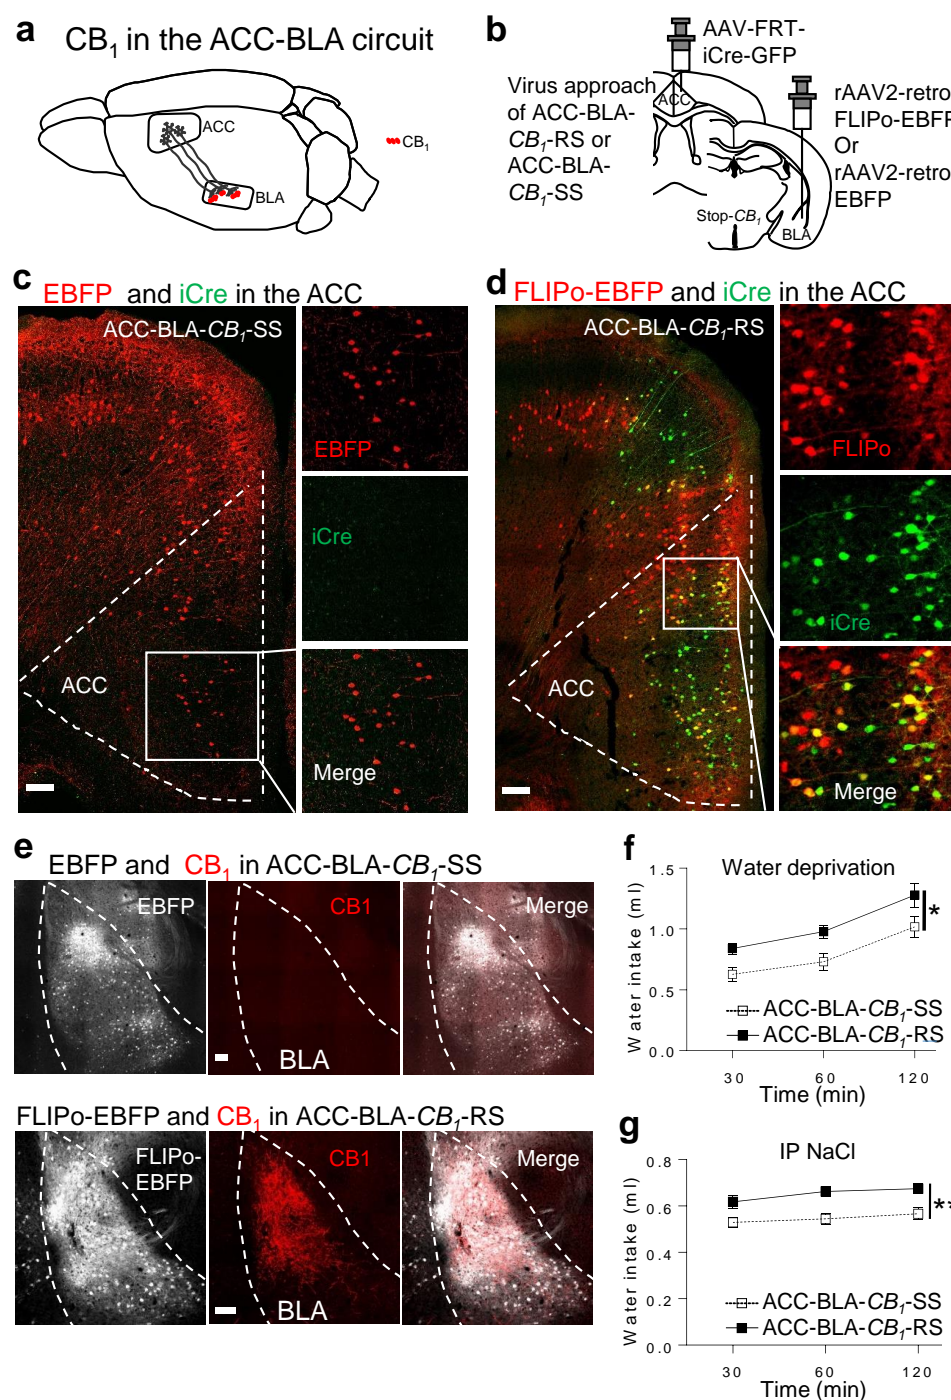 a
CB1 in the ACC-BLA circuit
ACC
CB1
BLA
b
AAV-FRT-
iCre-GFP
Virus approach
of ACC-BLA-
CB1-RS or
ACC-BLA-
CB1-SS
ACC
rAAV2-retro
FLIPo-EBFP
Or
rAAV2-retro
EBFP
Stop-CB1
BLA
c
EBFP and iCre in the ACC
ACC-BLA-CB1-SS
EBFP
iCre
ACC
Merge
d
FLIPo-EBFP and iCre in the ACC
ACC-BLA-CB1-RS
FLIPo
iCre
ACC
Merge
e
EBFP and CB1 in ACC-BLA-CB1-SS
EBFP
CB1
Merge
BLA
FLIPo-EBFP and CB1 in ACC-BLA-CB1-RS
FLIPo-
EBFP
CB1
Merge
BLA
f
Water deprivation
Water intake (ml)
1.5
1.0
0.5
0.0
*
ACC-BLA-CB1-SS
ACC-BLA-CB1-RS
30 60 120
Time (min)
g
IP NaCl
Water intake (ml)
0.8
0.6
0.4
0.2
0.0
**
ACC-BLA-CB1-SS
ACC-BLA-CB1-RS
30 60 120
Time (min)